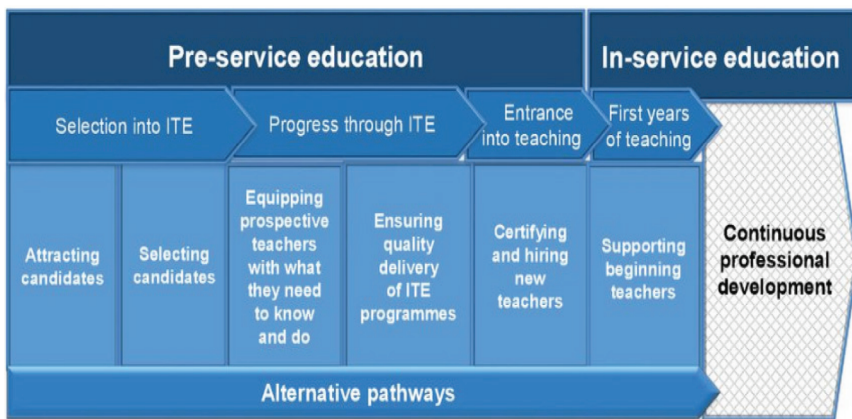 Pre-service education
In-service education
Selection into ITE
Progress through ITE
Entrance
into teaching
First years
of teaching
Attracting
candidates
Selecting
candidates
Equipping
prospective
teachers
with what
they need
to know
and do
Ensuring
quality
delivery
of ITE
programmes
Certifying
and hiring
new
teachers
Supporting
beginning
teachers
Continuous
professional
development
Alternative pathways